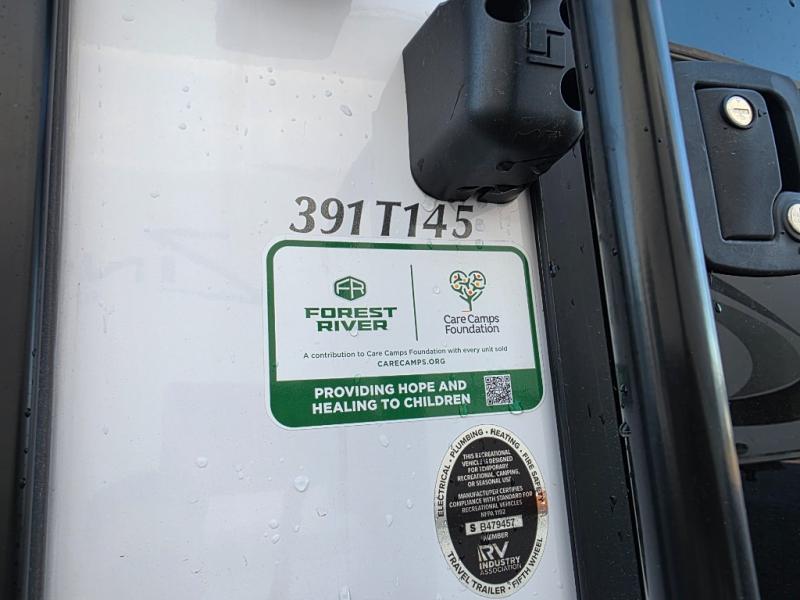 391T145
FR
FOREST
RIVER
Care Camps
Foundation
A contribution to Care Camps Foundation with every unit sold
CARECAMPS.ORG
PROVIDING HOPE AND
HEALING TO CHILDREN
ELECTRICAL • PLUMBING • HEATING • FIRE SAFETY
THIS RECREATIONAL
VEHICLE IS DESIGNED
FOR TEMPORARY
RECREATIONAL, CAMPING,
OR SEASONAL USE
MANUFACTURER CERTIFIES
COMPLIANCE WITH STANDARD FOR
RECREATIONAL VEHICLES
NFPA 1192
S B479457
MEMBER
RV
INDUSTRY
ASSOCIATION
TRAVEL TRAILER • FIFTH WHEEL